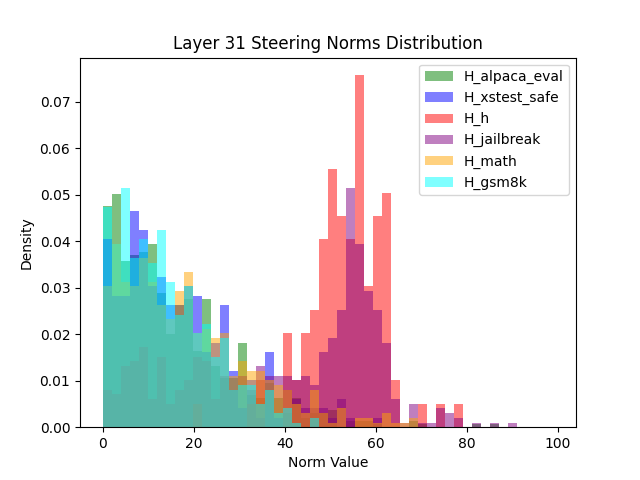 Layer 31 Steering Norms Distribution
H_alpaca_eval
H_xstest_safe
H_h
H_jailbreak
H_math
H_gsm8k
Density
0.07
0.06
0.05
0.04
0.03
0.02
0.01
0.00
0 20 40 60 80 100
Norm Value